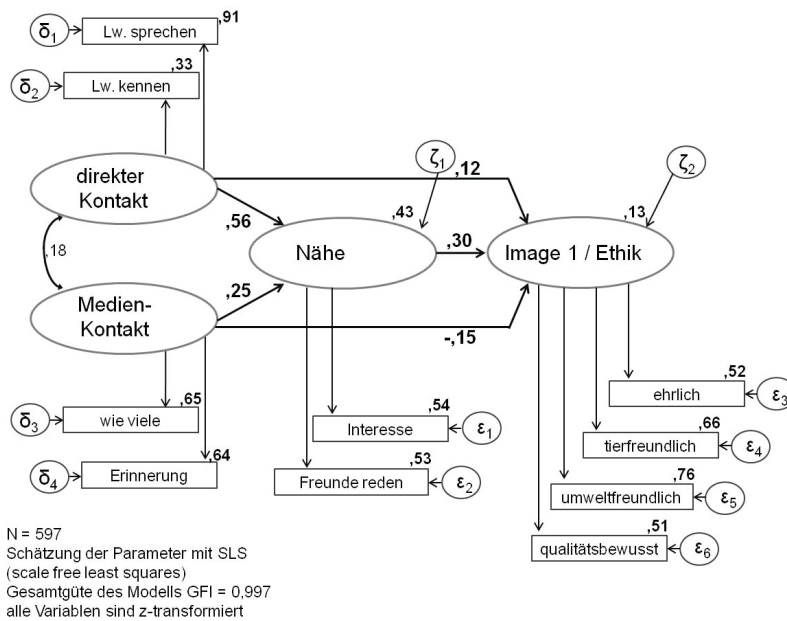 ,91
δ1
Lw. sprechen
,33
δ2
Lw. kennen
direkter
Kontakt
ζ1
ζ2
,12
,56
,43
,13
,18
Nähe
,30
Image 1 / Ethik
,25
Medien-
Kontakt
-,15
,65
δ3
wie viele
,64
δ4
Erinnerung
,54
Interesse
ε1
,53
Freunde reden
ε2
,52
ehrlich
ε3
,66
tierfreundlich
ε4
,76
umweltfreundlich
ε5
,51
qualitätsbewusst
ε6
N = 597
Schätzung der Parameter mit SLS
(scale free least squares)
Gesamtgüte des Modells GFI = 0,997
alle Variablen sind z-transformiert